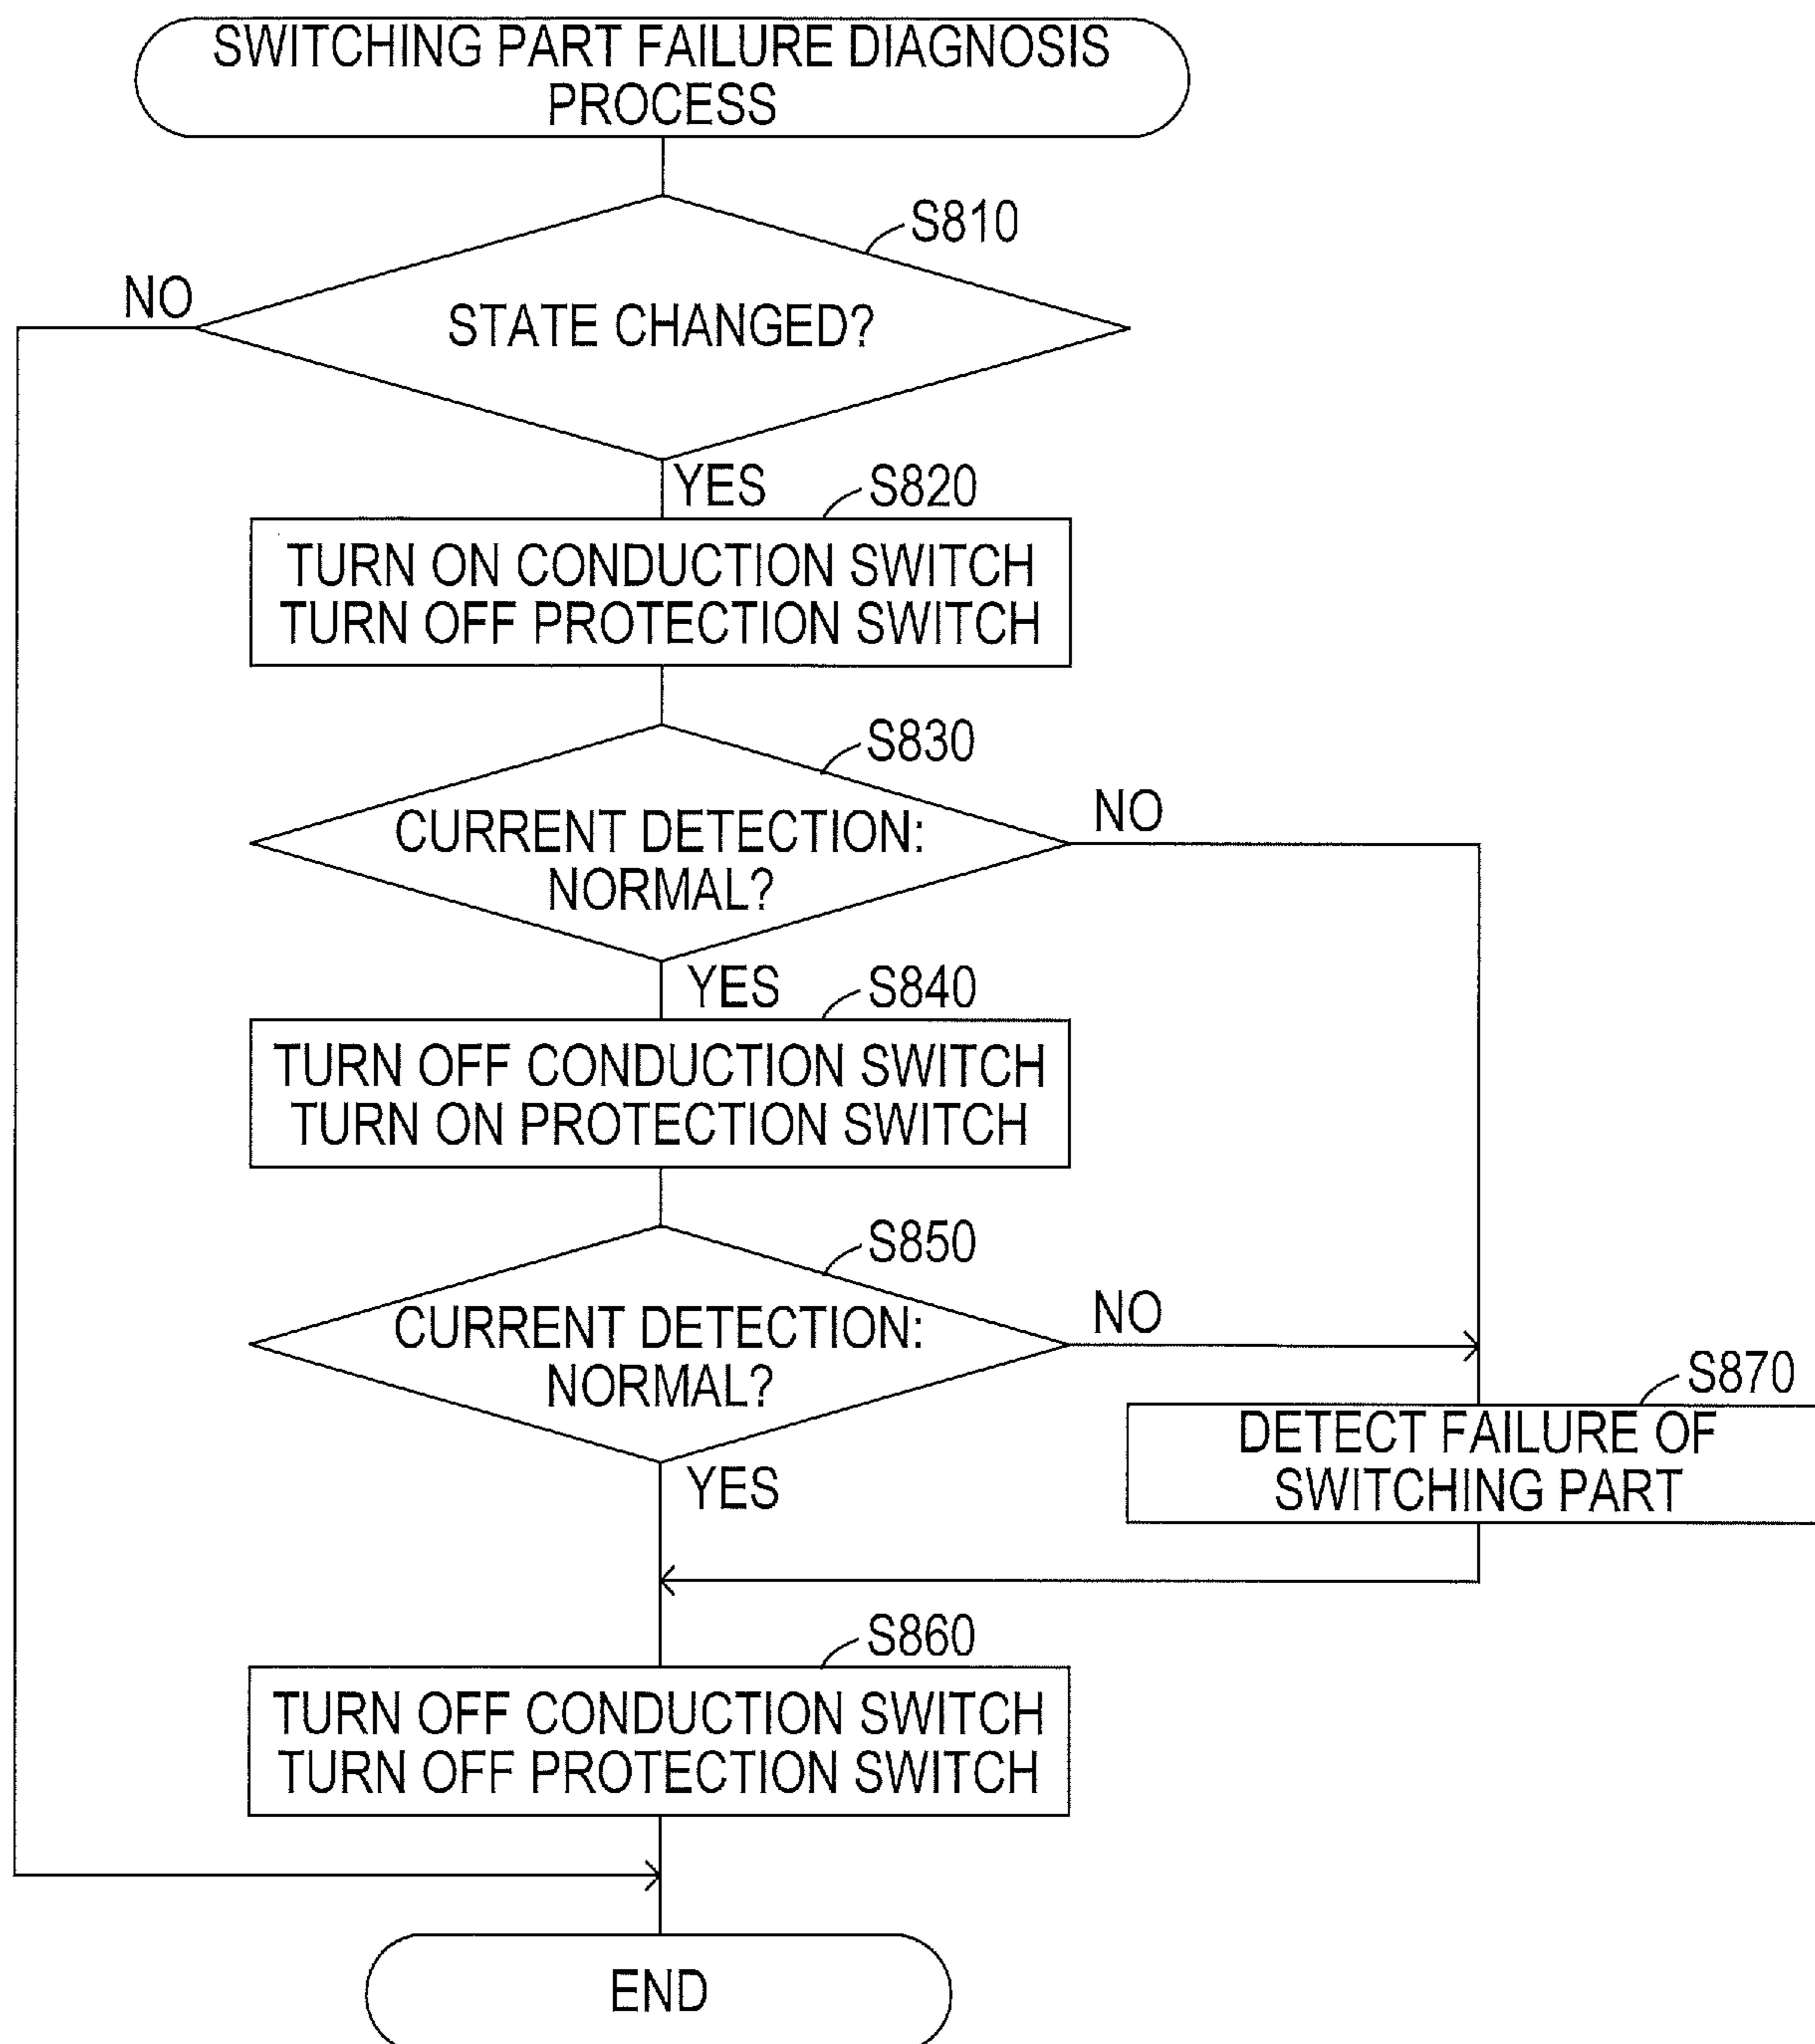 SWITCHING PART FAILURE DIAGNOSIS
PROCESS
S810
NO
STATE CHANGED?
YES
S820
TURN ON CONDUCTION SWITCH
TURN OFF PROTECTION SWITCH
S830
CURRENT DETECTION:
NORMAL?
NO
YES
S840
TURN OFF CONDUCTION SWITCH
TURN ON PROTECTION SWITCH
S850
CURRENT DETECTION:
NORMAL?
NO
S870
DETECT FAILURE OF
SWITCHING PART
YES
S860
TURN OFF CONDUCTION SWITCH
TURN OFF PROTECTION SWITCH
END